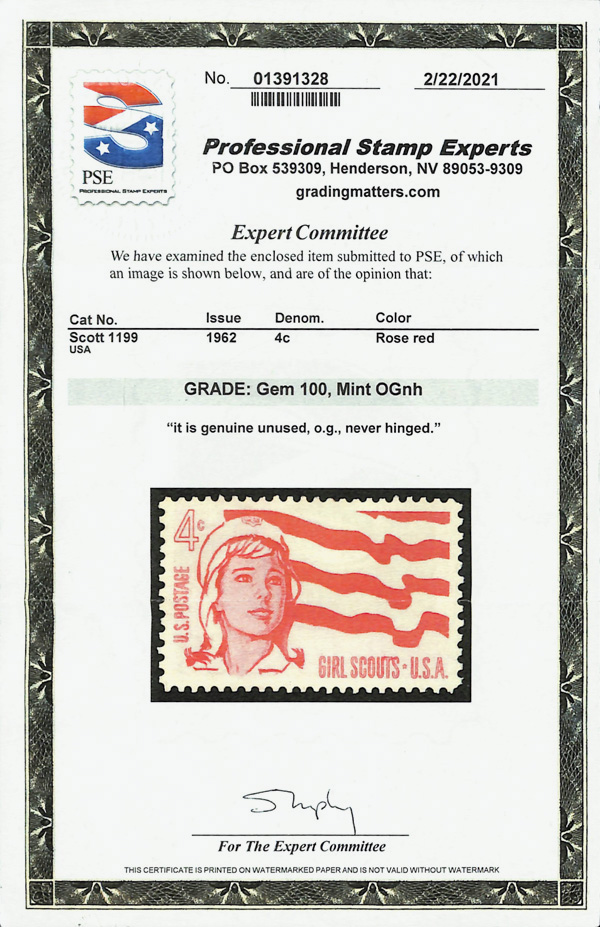 No. 01391328 2/22/2021
PSE
PROFESSIONAL STAMP EXPERTS
Professional Stamp Experts
PO Box 539309, Henderson, NV 89053-9309
gradingmatters.com
Expert Committee
We have examined the enclosed item submitted to PSE, of which
an image is shown below, and are of the opinion that:
Cat No. Issue Denom. Color
Scott 1199 1962 4c Rose red
USA
GRADE: Gem 100, Mint OGnh
“it is genuine unused, o.g., never hinged.”
4c
U.S. POSTAGE
GIRL SCOUTS · U.S.A.
For The Expert Committee
THIS CERTIFICATE IS PRINTED ON WATERMARKED PAPER AND IS NOT VALID WITHOUT WATERMARK